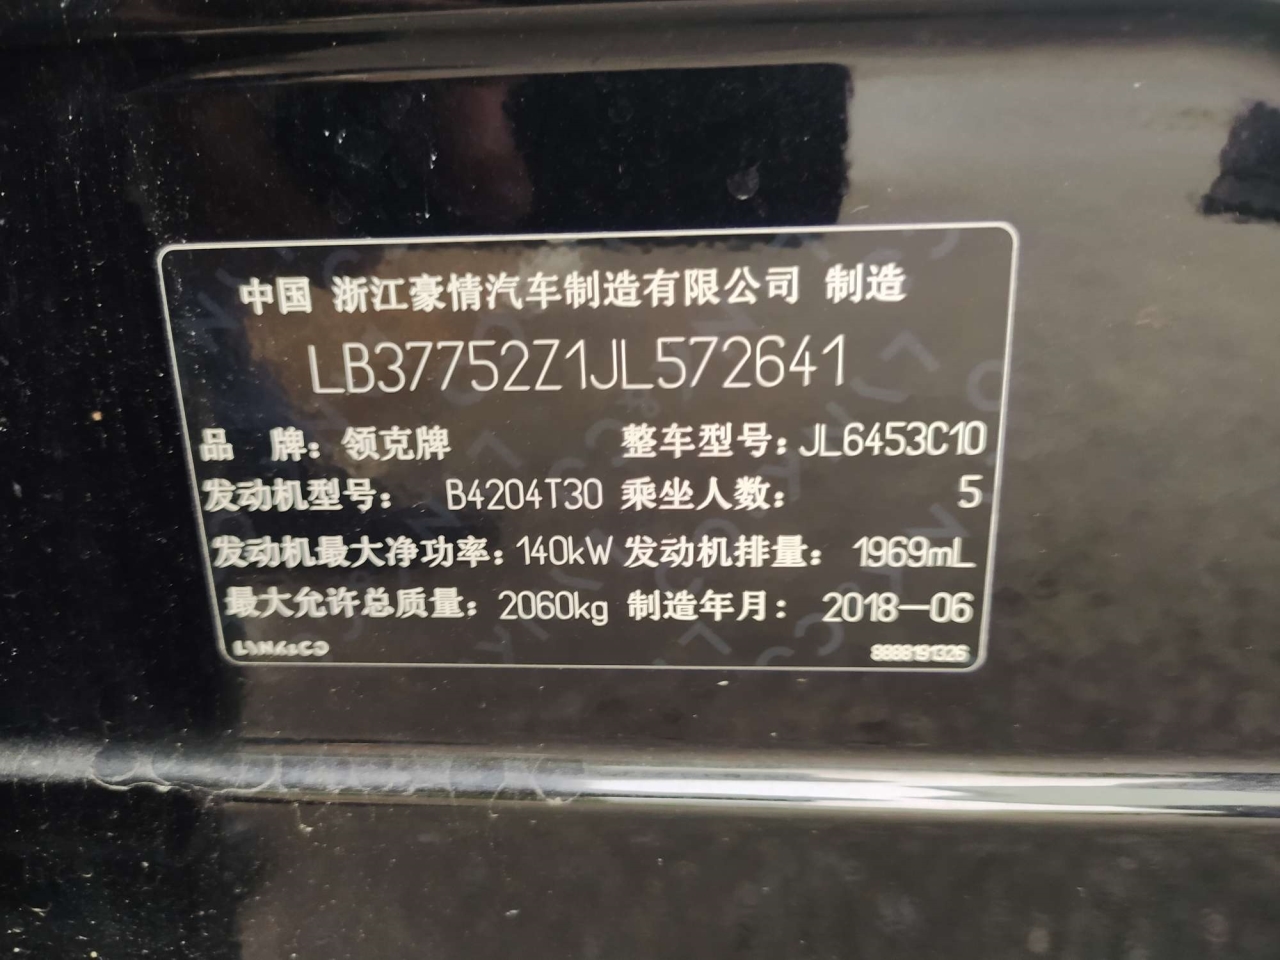 中国 浙江豪情汽车制造有限公司 制造
LB37752Z1JL572641
品 牌：领克牌 整车型号：JL6453C10
发动机型号： B4204T30 乘坐人数： 5
发动机最大净功率：140kW 发动机排量： 1969mL
最大允许总质量：2060kg 制造年月： 2018-06
LYNK&CO 8888191326